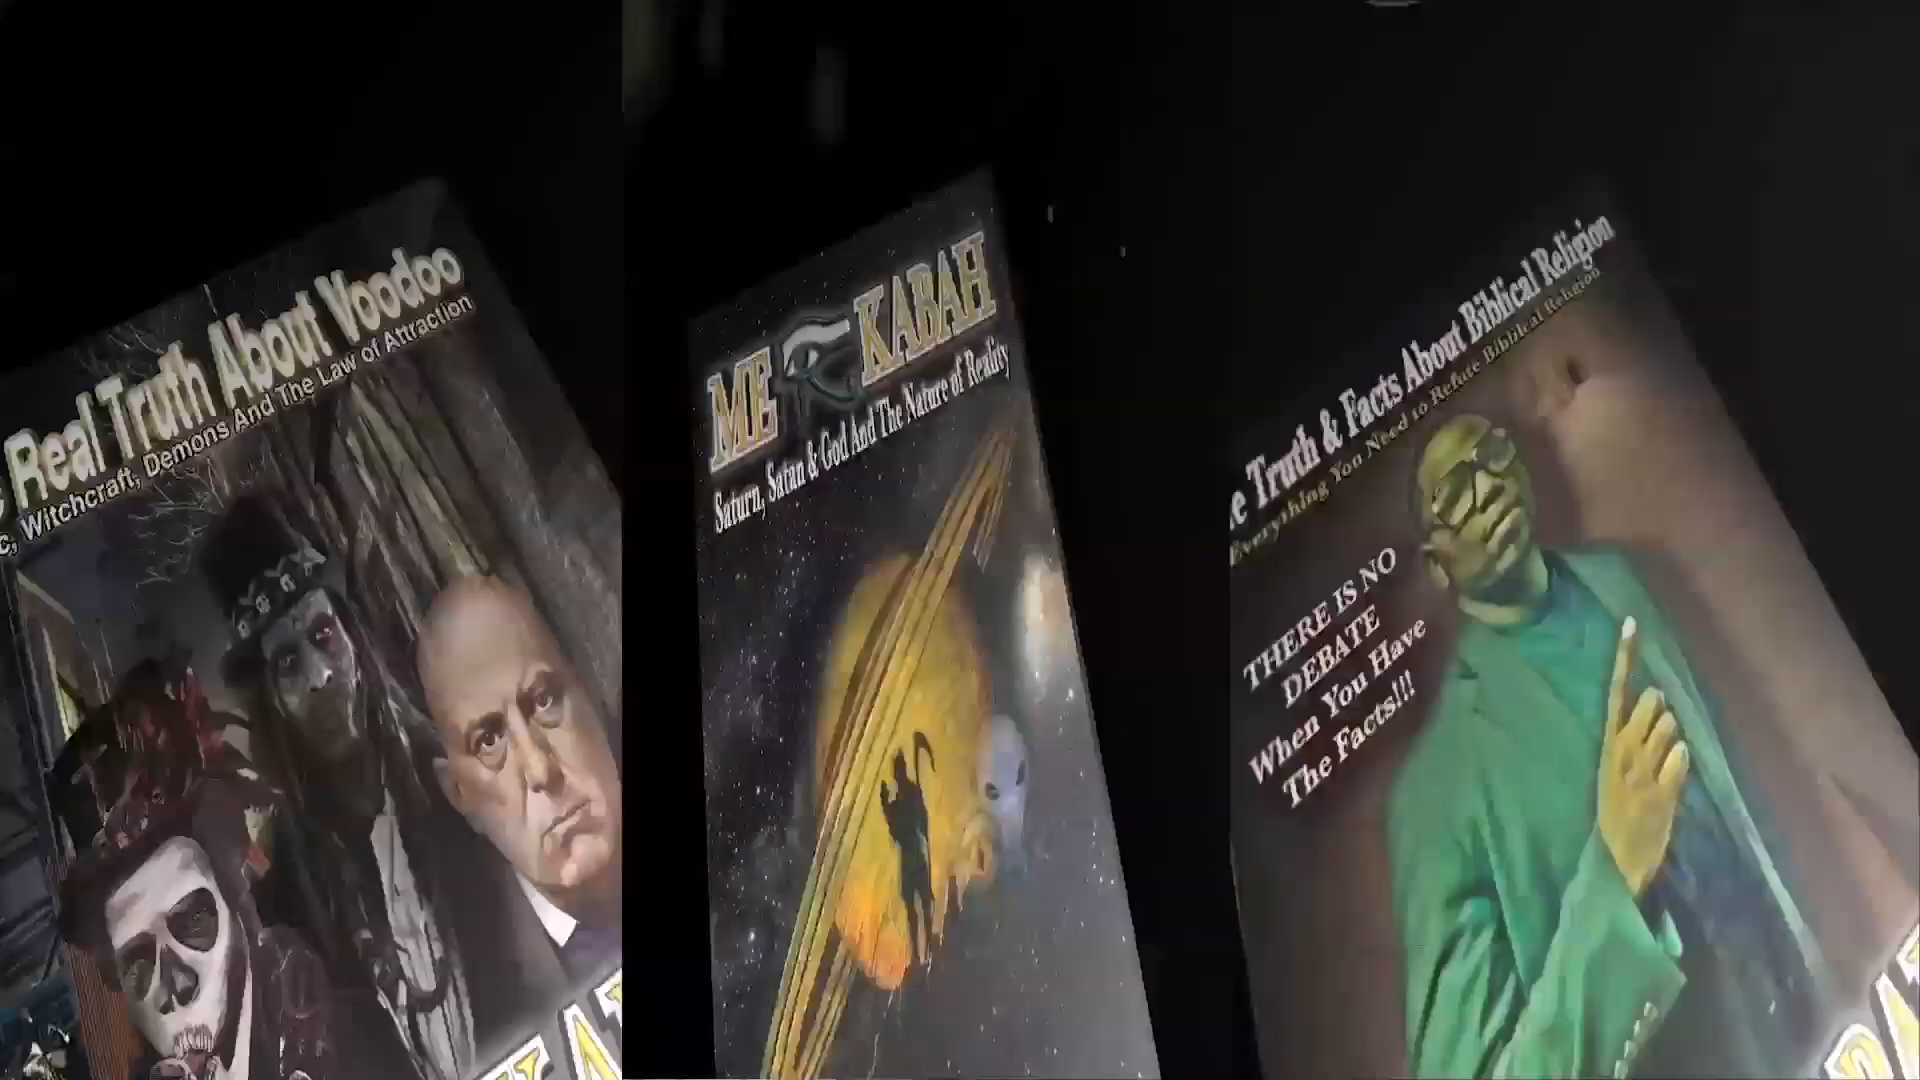 Real Truth About Voodoo
c, Witchcraft, Demons And The Law of Attraction
ME KABAH
Saturn, Satan & God And The Nature of Reality
e Truth & Facts About Biblical Religion
Everything You Need to Refute Biblical Religion
THERE IS NO
DEBATE
When You Have
The Facts!!!